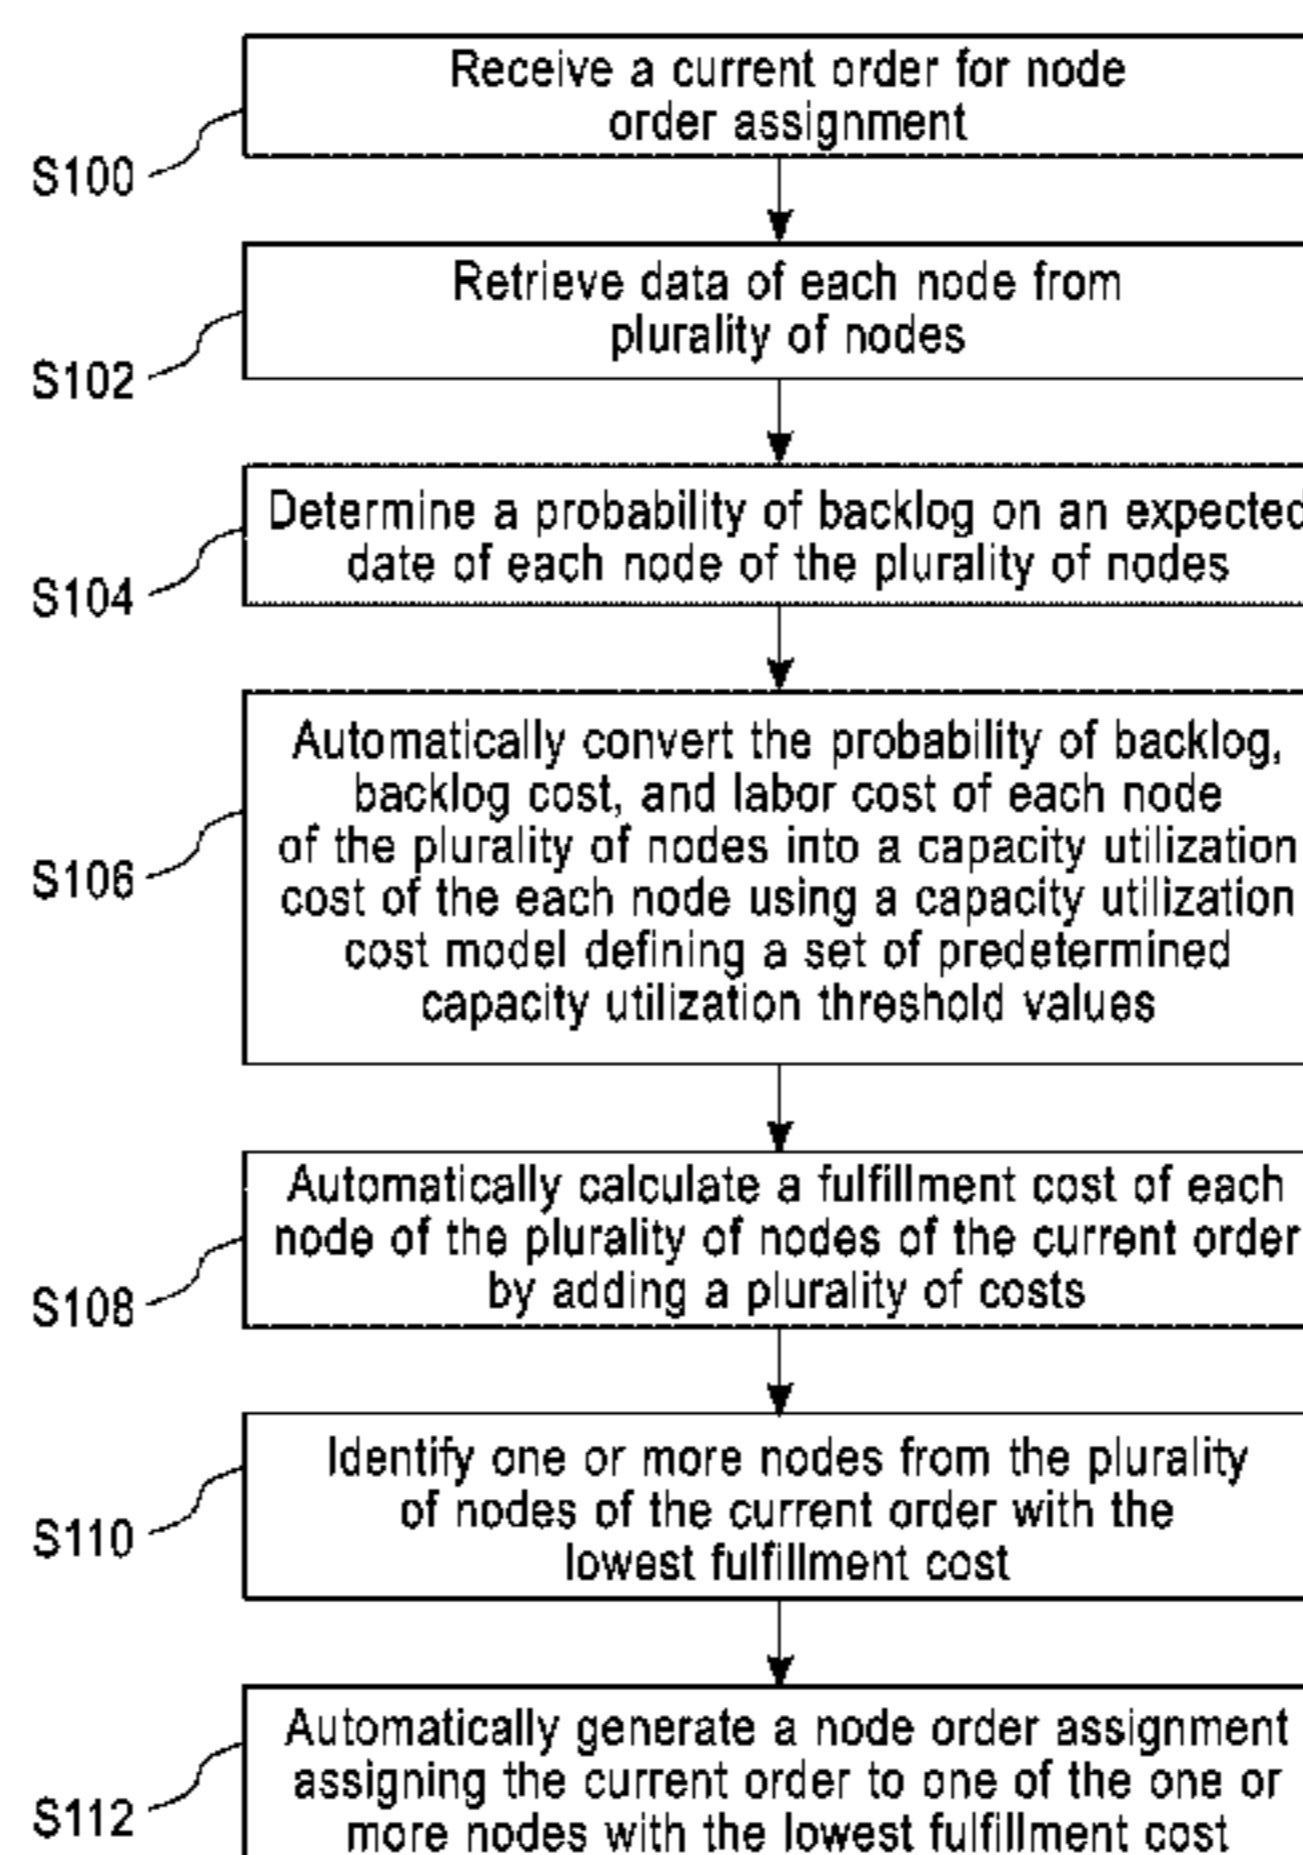 Receive a current order for node
order assignment
S100
Retrieve data of each node from
plurality of nodes
S102
Determine a probability of backlog on an expected
date of each node of the plurality of nodes
S104
Automatically convert the probability of backlog,
backlog cost, and labor cost of each node
of the plurality of nodes into a capacity utilization
cost of the each node using a capacity utilization
cost model defining a set of predetermined
capacity utilization threshold values
S106
Automatically calculate a fulfillment cost of each
node of the plurality of nodes of the current order
by adding a plurality of costs
S108
Identify one or more nodes from the plurality
of nodes of the current order with the
lowest fulfillment cost
S110
Automatically generate a node order assignment
assigning the current order to one of the one or
more nodes with the lowest fulfillment cost
S112